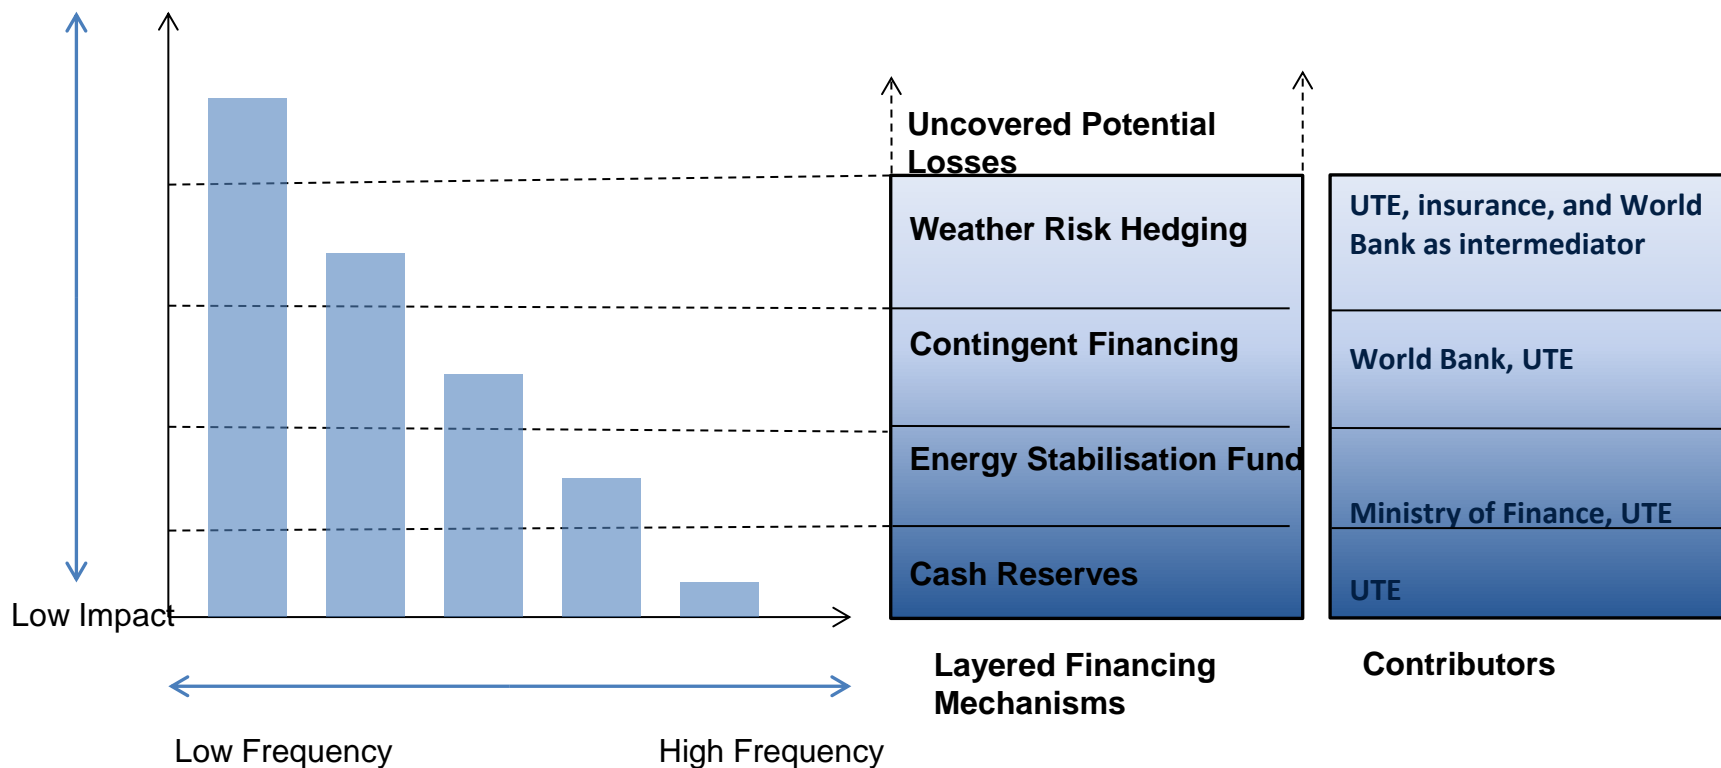 Uncovered Potential
Losses
Weather Risk Hedging
UTE, insurance, and World
Bank as intermediator
Contingent Financing
World Bank, UTE
Energy Stabilisation Fund
Ministry of Finance, UTE
Cash Reserves
UTE
Low Impact
Layered Financing
Mechanisms
Contributors
Low Frequency
High Frequency